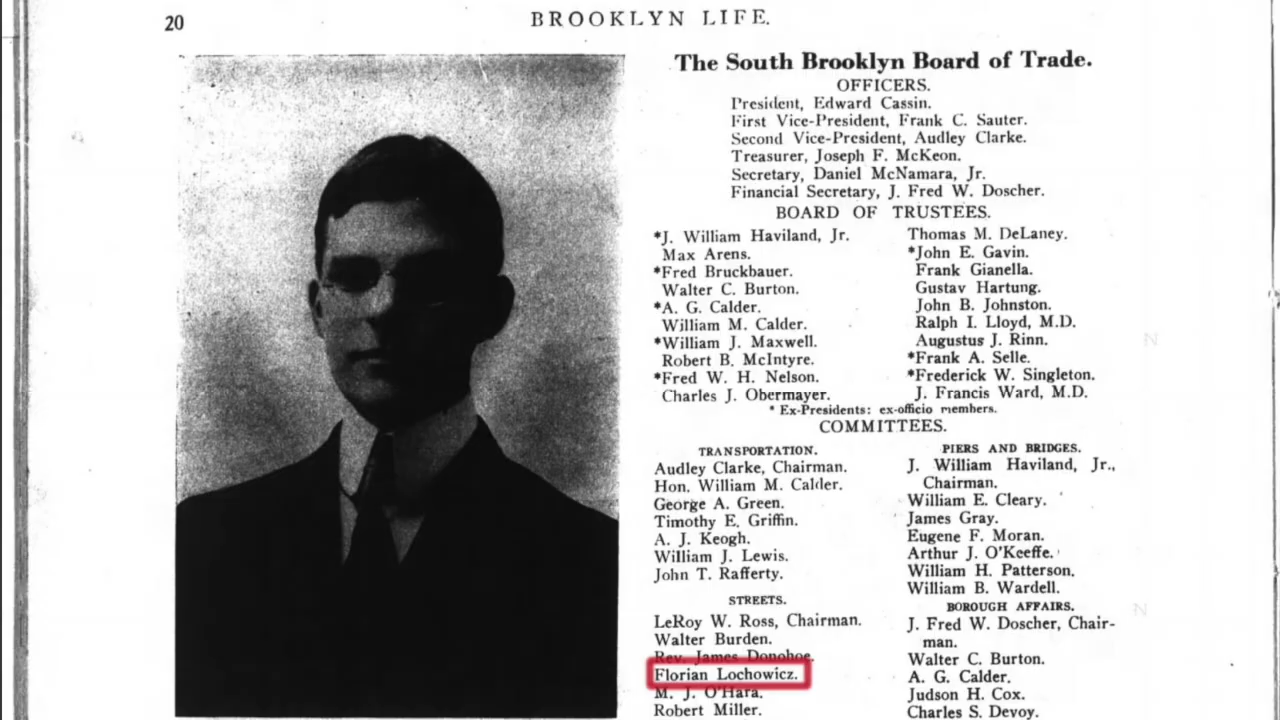 20
BROOKLYN LIFE.
The South Brooklyn Board of Trade.
OFFICERS.
President, Edward Cassin.
First Vice-President, Frank C. Sauter.
Second Vice-President, Audley Clarke.
Treasurer, Joseph F. McKeon.
Secretary, Daniel McNamara, Jr.
Financial Secretary, J. Fred W. Doscher.
BOARD OF TRUSTEES.
*J. William Haviland, Jr.
Max Arens.
*Fred Bruckbauer.
Walter C. Burton.
*A. G. Calder.
William M. Calder.
*William J. Maxwell.
Robert B. McIntyre.
*Fred W. H. Nelson.
Charles J. Obermayer.
Thomas M. DeLaney.
*John E. Gavin.
Frank Gianella.
Gustav Hartung.
John B. Johnston.
Ralph I. Lloyd, M.D.
Augustus J. Rinn.
*Frank A. Selle.
*Frederick W. Singleton.
J. Francis Ward, M.D.
* Ex-Presidents: ex-officio members.
COMMITTEES.
TRANSPORTATION.
Audley Clarke, Chairman.
Hon. William M. Calder.
George A. Green.
Timothy E. Griffin.
A. J. Keogh.
William J. Lewis.
John T. Rafferty.
STREETS.
LeRoy W. Ross, Chairman.
Walter Burden.
Rev. James Donohoe.
Florian Lochowicz.
M. J. O'Hara.
Robert Miller.
PIERS AND BRIDGES.
J. William Haviland, Jr.,
Chairman.
William E. Cleary.
James Gray.
Eugene F. Moran.
Arthur J. O'Keeffe.
William H. Patterson.
William B. Wardell.
BOROUGH AFFAIRS.
J. Fred W. Doscher, Chair-
man.
Walter C. Burton.
A. G. Calder.
Judson H. Cox.
Charles S. Devoy.